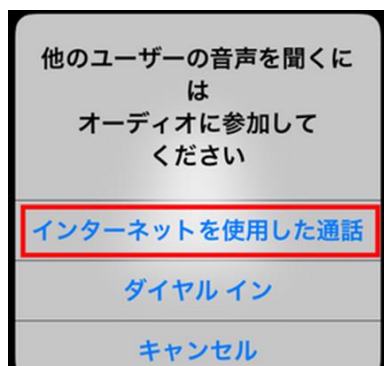 他のユーザーの音声を聞くに
は
オーディオに参加して
ください
インターネットを使用した通話
ダイヤル イン
キャンセル